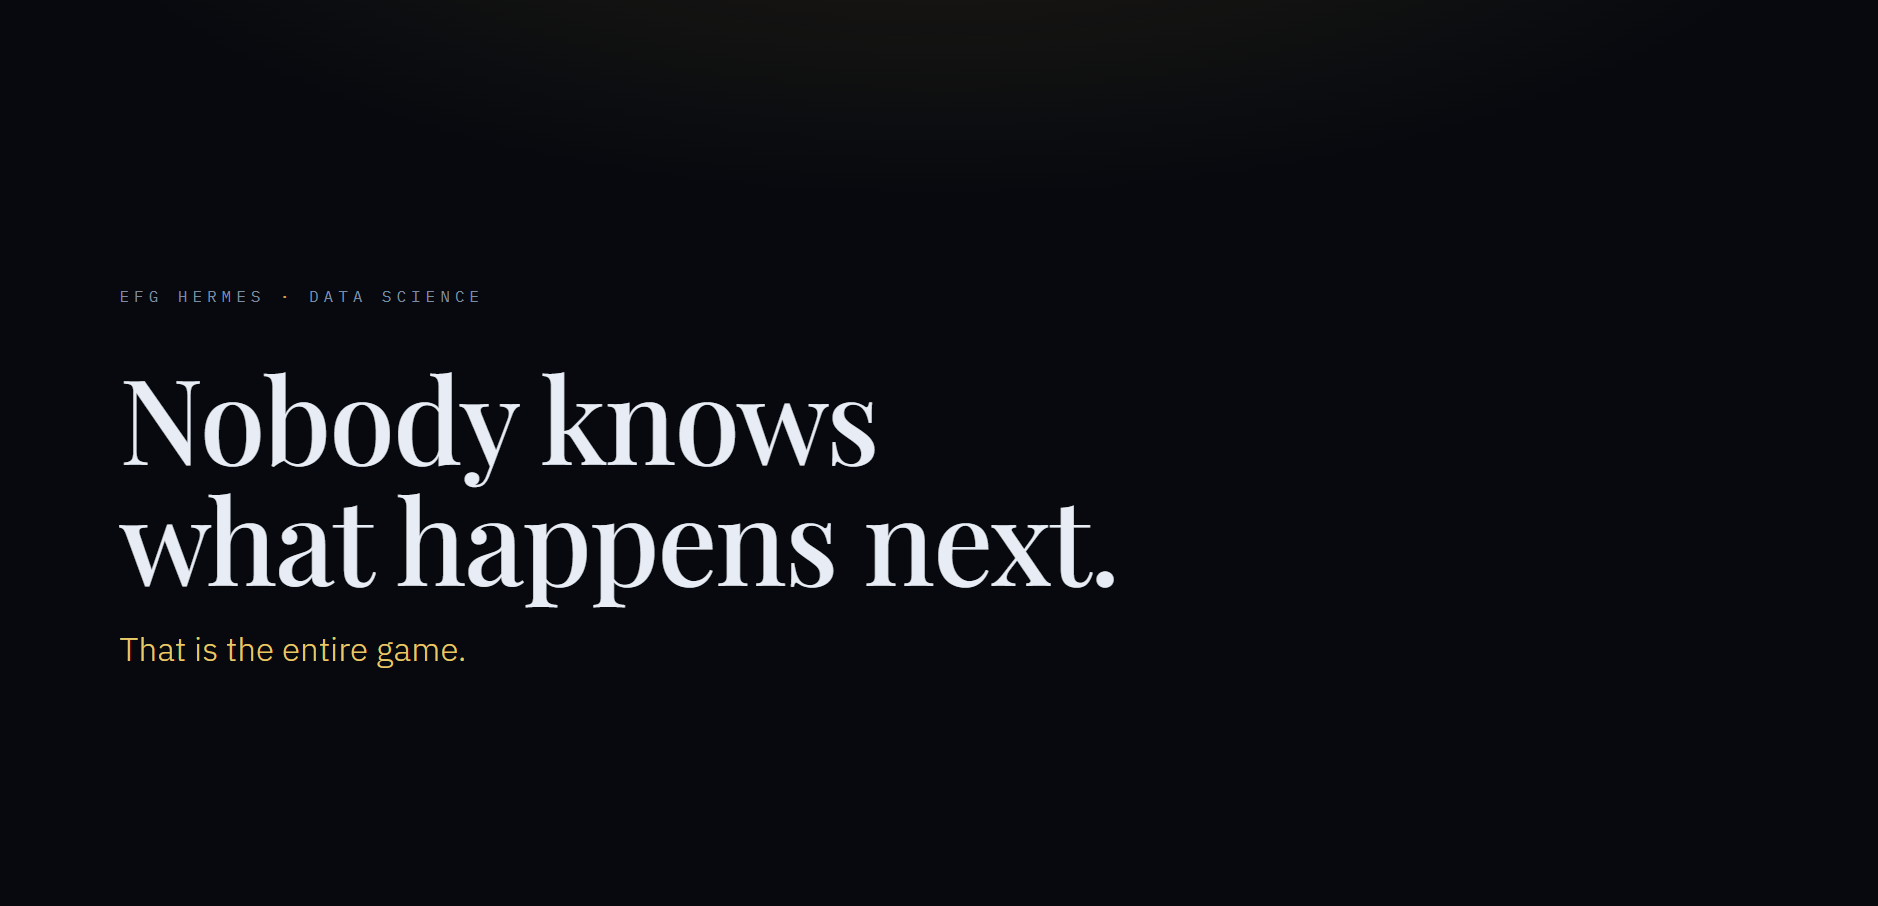 EFG HERMES · DATA SCIENCE
Nobody knows
what happens next.
That is the entire game.